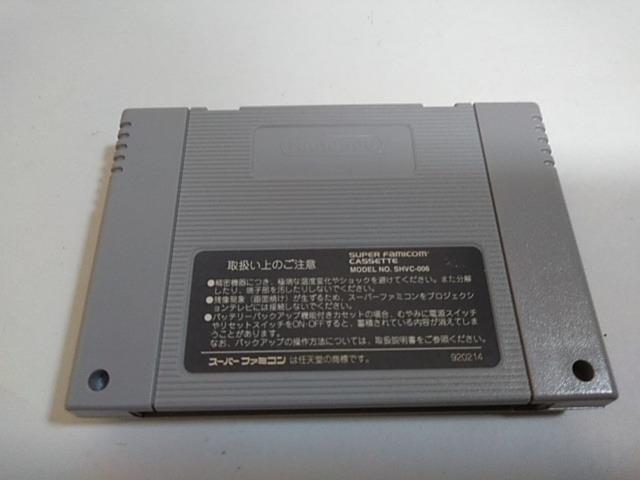 Nintendo
取扱い上のご注意
SUPER Famicom
CASSETTE
MODEL NO. SHVC-006
●精密機器につき、極端な温度変化やショックを避けてください。また分解
したり、端子部を汚したりしないでください。
●残像現象（画面焼け）が生ずるため、スーパーファミコンをプロジェクシ
ョンテレビには接続しないでください。
●バッテリーバックアップ機能付きカセットの場合、むやみに電源スイッチ
やリセットスイッチをON・OFFすると、蓄積されている内容が消えてしま
うことがあります。
なお、バックアップの操作方法については、取扱説明書をご参照ください。
スーパーファミコンは任天堂の商標です。
920214